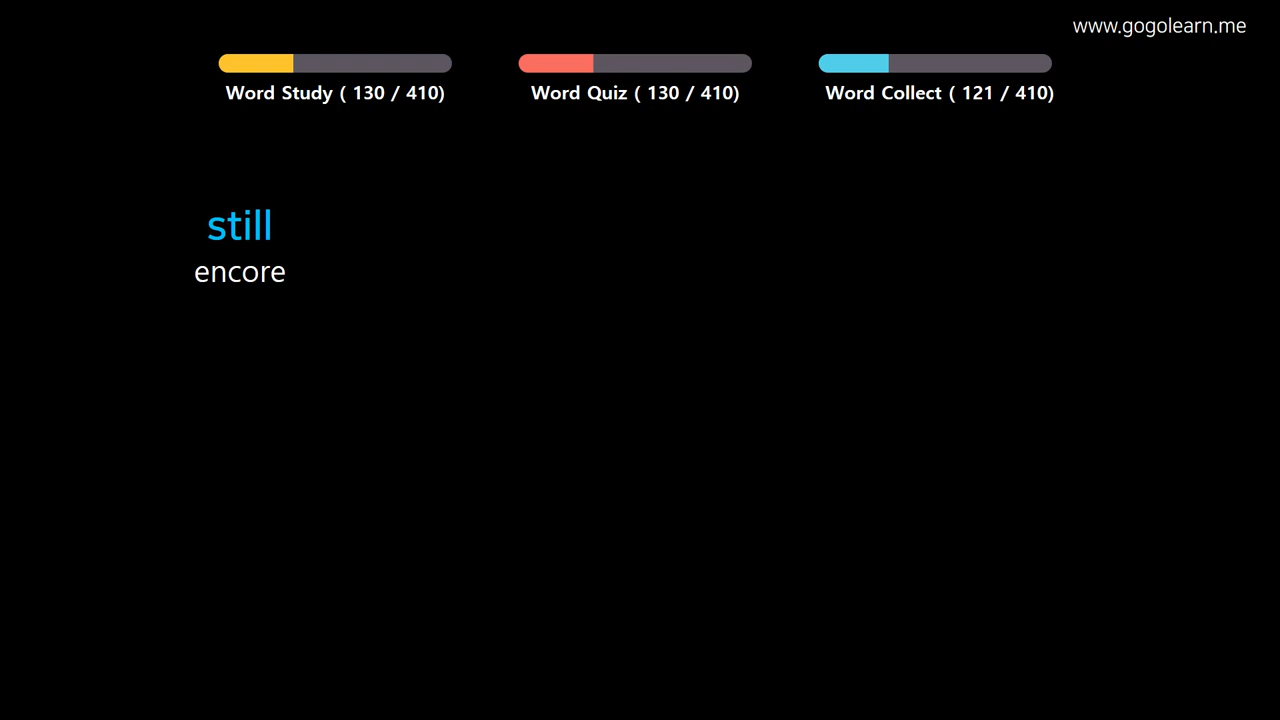 www.gogolearn.me
Word Study ( 130 / 410)
Word Quiz ( 130 / 410)
Word Collect ( 121 / 410)
still
encore